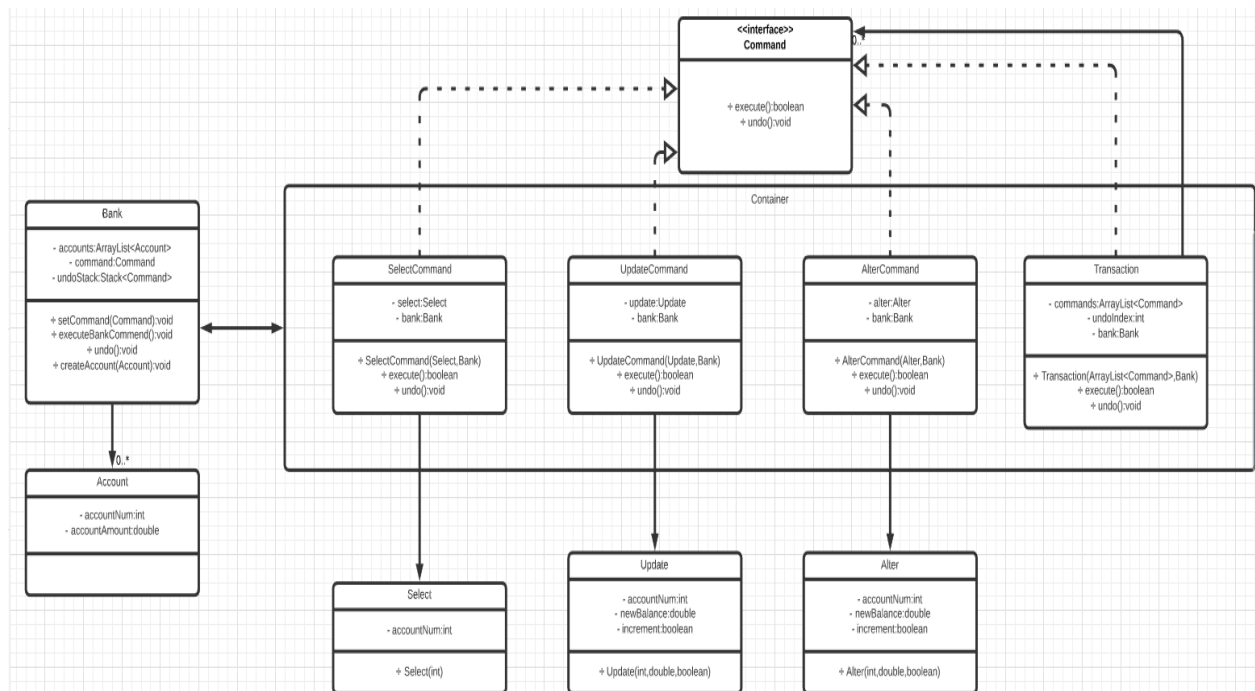 <<interface>>
Command
0..*
÷ execute():boolean
÷ undo():void
Container
Bank
- accounts:ArrayList<Account>
- command:Command
- undoStack:Stack<Command>
÷ setCommand(Command):void
÷ executeBankCommend():void
÷ undo():void
÷ createAccount(Account):void
SelectCommand
- select:Select
- bank:Bank
÷ SelectCommand(Select,Bank)
÷ execute():boolean
÷ undo():void
UpdateCommand
- update:Update
- bank:Bank
÷ UpdateCommand(Update,Bank)
÷ execute():boolean
÷ undo():void
AlterCommand
- alter:Alter
- bank:Bank
÷ AlterCommand(Alter,Bank)
÷ execute():boolean
÷ undo():void
Transaction
- commands:ArrayList<Command>
- undoIndex:int
- bank:Bank
÷ Transaction(ArrayList<Command>,Bank)
÷ execute():boolean
÷ undo():void
0..*
Account
- accountNum:int
- accountAmount:double
Select
- accountNum:int
÷ Select(int)
Update
- accountNum:int
- newBalance:double
- increment:boolean
÷ Update(int,double,boolean)
Alter
- accountNum:int
- newBalance:double
- increment:boolean
÷ Alter(int,double,boolean)